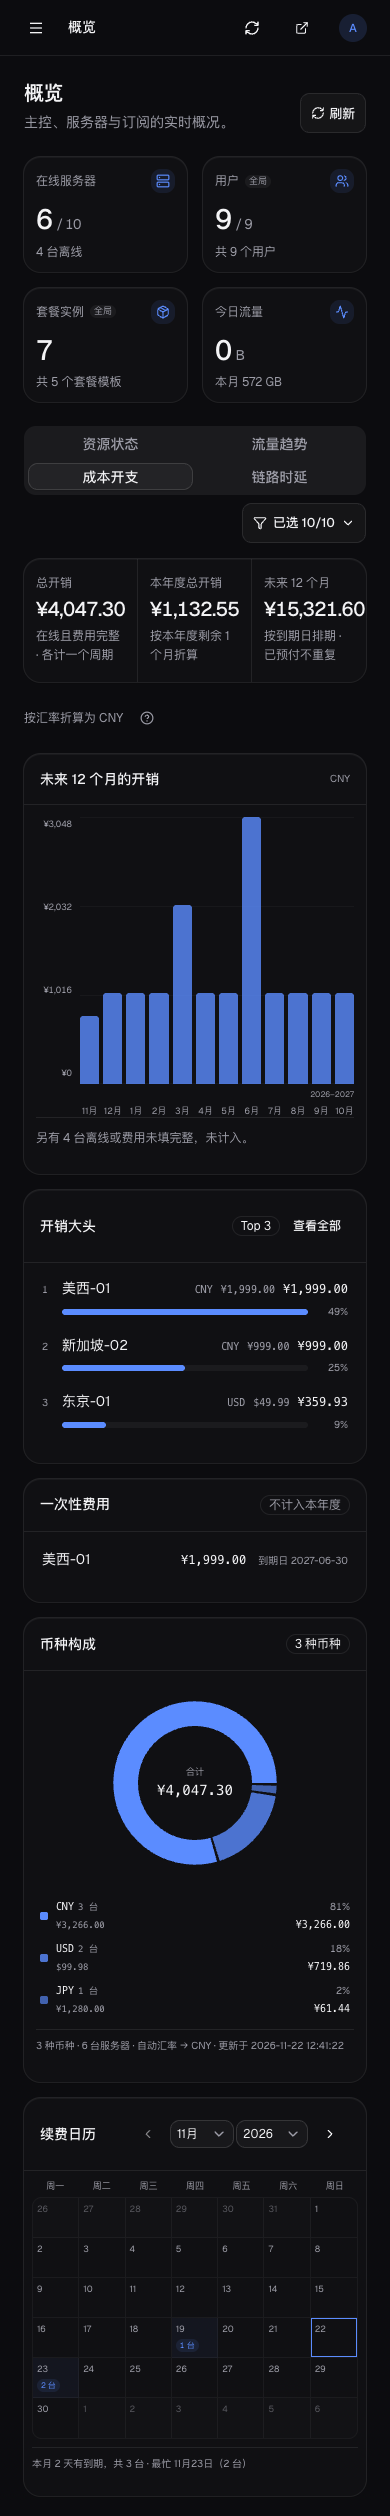 概览
A
概览
主控、服务器与订阅的实时概况。
刷新
在线服务器
6 / 10
4 台离线
用户 全局
9 / 9
共 9 个用户
套餐实例 全局
7
共 5 个套餐模板
今日流量
0 B
本月 572 GB
资源状态
流量趋势
成本开支
链路时延
已选 10/10
总开销
¥4,047.30
在线且费用完整
· 各计一个周期
本年度总开销
¥1,132.55
按本年度剩余 1
个月折算
未来 12 个月
¥15,321.60
按到期日排期 ·
已预付不重复
按汇率折算为 CNY
未来 12 个月的开销 CNY
¥3,048
¥2,032
¥1,016
¥0
2026–2027
11月 12月 1月 2月 3月 4月 5月 6月 7月 8月 9月 10月
另有 4 台离线或费用未填完整，未计入。
开销大头 Top 3 查看全部
1 美西-01 CNY ¥1,999.00 ¥1,999.00
49%
2 新加坡-02 CNY ¥999.00 ¥999.00
25%
3 东京-01 USD $49.99 ¥359.93
9%
一次性费用 不计入本年度
美西-01 ¥1,999.00 到期日 2027-06-30
币种构成 3 种币种
合计
¥4,047.30
CNY 3 台 81%
¥3,266.00 ¥3,266.00
USD 2 台 18%
$99.98 ¥719.86
JPY 1 台 2%
¥1,280.00 ¥61.44
3 种币种 · 6 台服务器 · 自动汇率 → CNY · 更新于 2026-11-22 12:41:22
续费日历 11月 2026
周一 周二 周三 周四 周五 周六 周日
26 27 28 29 30 31 1
2 3 4 5 6 7 8
9 10 11 12 13 14 15
16 17 18 19 20 21 22
1 台
23 24 25 26 27 28 29
2 台
30 1 2 3 4 5 6
本月 2 天有到期，共 3 台 · 最忙 11月23日（2 台）